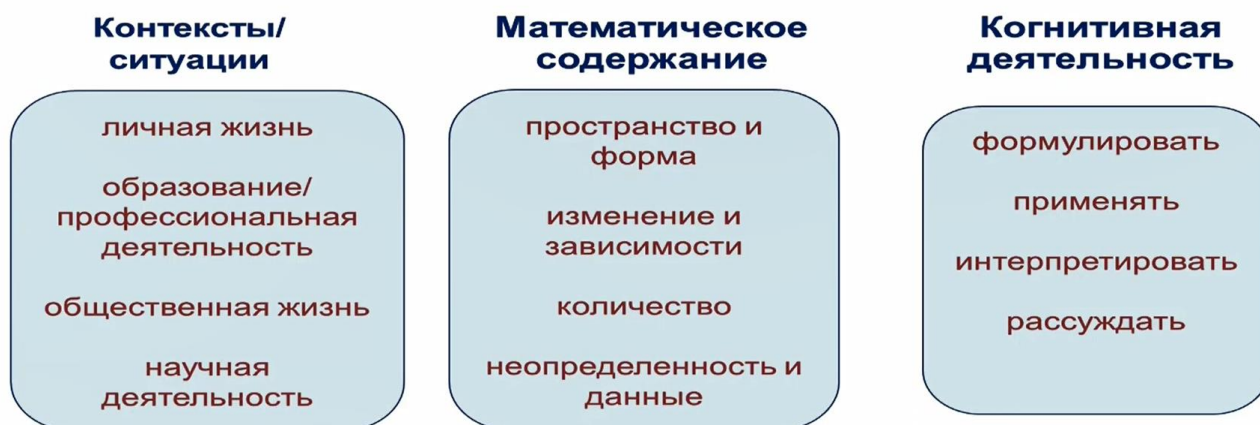 Контексты/
ситуации
личная жизнь
образование/
профессиональная
деятельность
общественная жизнь
научная
деятельность
Математическое
содержание
пространство и
форма
изменение и
зависимости
количество
неопределенность и
данные
Когнитивная
деятельность
формулировать
применять
интерпретировать
рассуждать